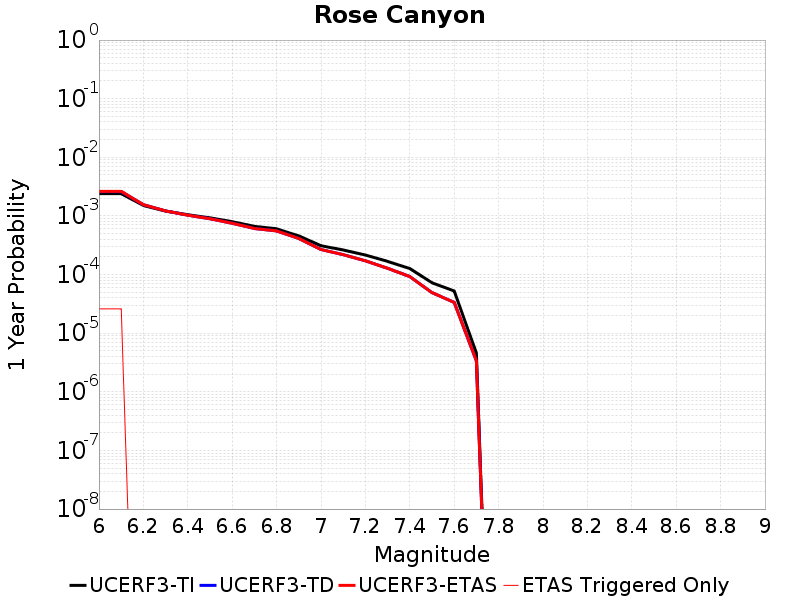 Rose Canyon
1 Year Probability
10^0
10^-1
10^-2
10^-3
10^-4
10^-5
10^-6
10^-7
10^-8
6 6.2 6.4 6.6 6.8 7 7.2 7.4 7.6 7.8 8 8.2 8.4 8.6 8.8 9
Magnitude
UCERF3-TI UCERF3-TD UCERF3-ETAS ETAS Triggered Only